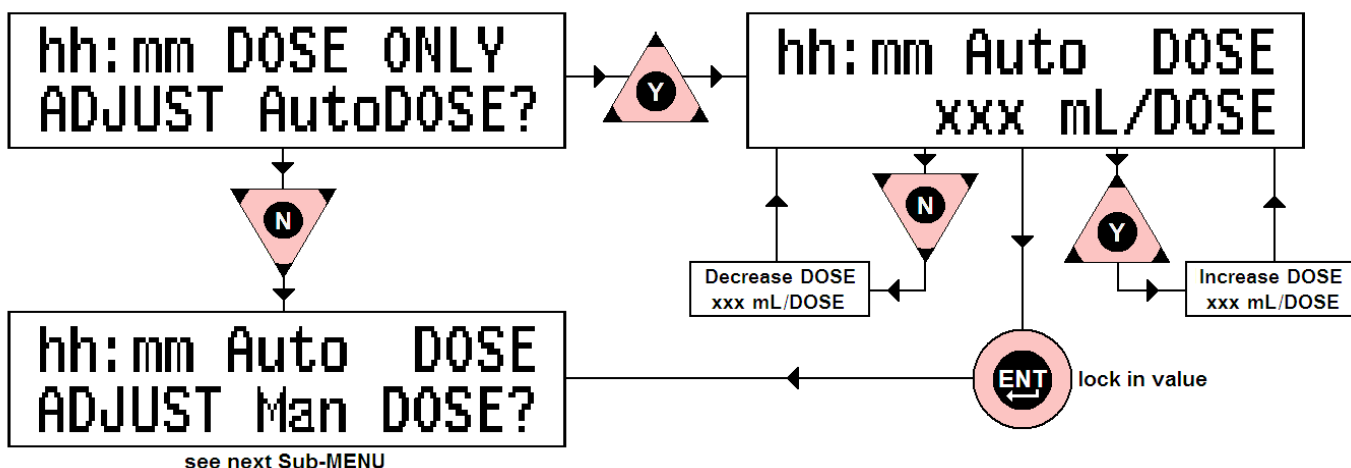 hh:mm DOSE ONLY
ADJUST AutoDOSE?
Y
hh:mm Auto DOSE
xxx mL/DOSE
N
N
Y
Decrease DOSE
xxx mL/DOSE
Increase DOSE
xxx mL/DOSE
hh:mm Auto DOSE
ADJUST Man DOSE?
ENT
lock in value
see next Sub-MENU